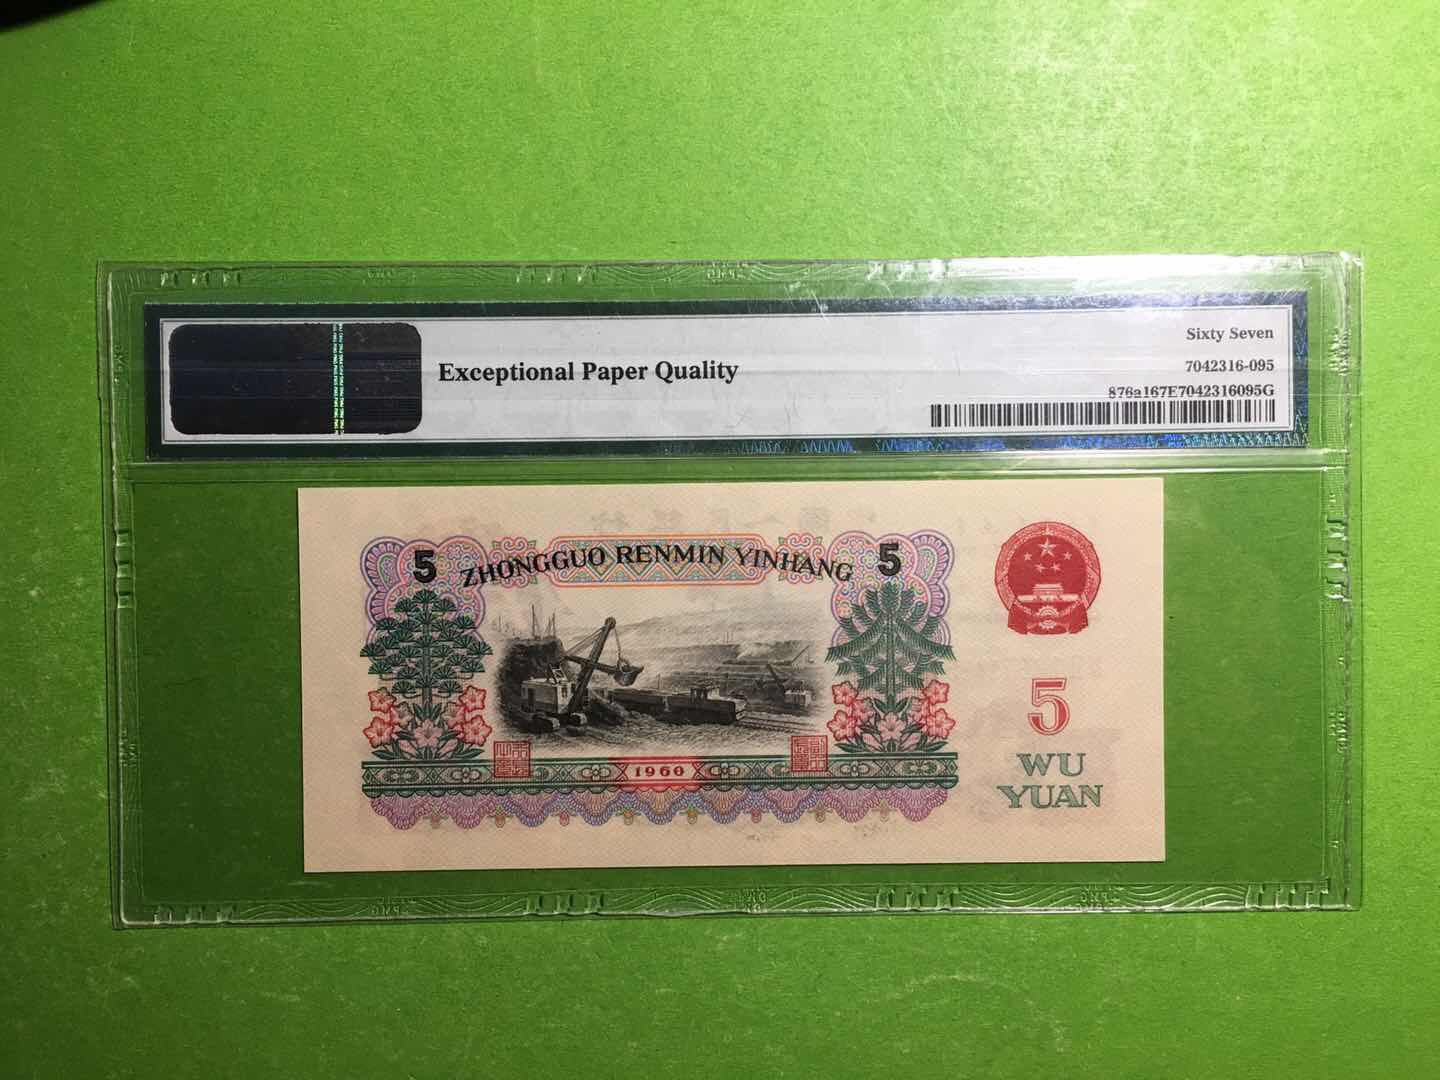 Exceptional Paper Quality
Sixty Seven
7042316-095
876a167E7042316095G
5
ZHONGGUO RENMIN YINHANG
5
5
WU
YUAN
1960